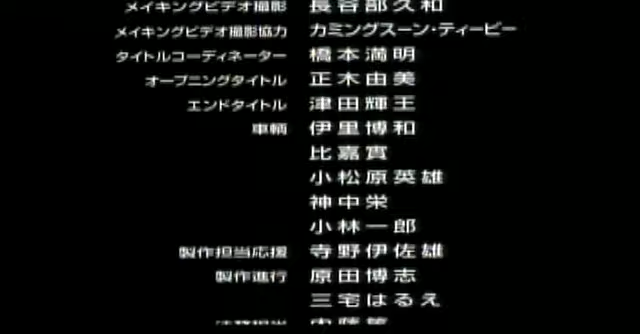 メイキングビデオ撮影 長谷部久和
メイキングビデオ撮影協力 カミングスーン・ティービー
タイトルコーディネーター 橋本満明
オープニングタイトル 正木由美
エンドタイトル 津田輝王
車輌 伊里博和
比嘉實
小松原英雄
神中栄
小林一郎
製作担当応援 寺野伊佐雄
製作進行 原田博志
三宅はるえ